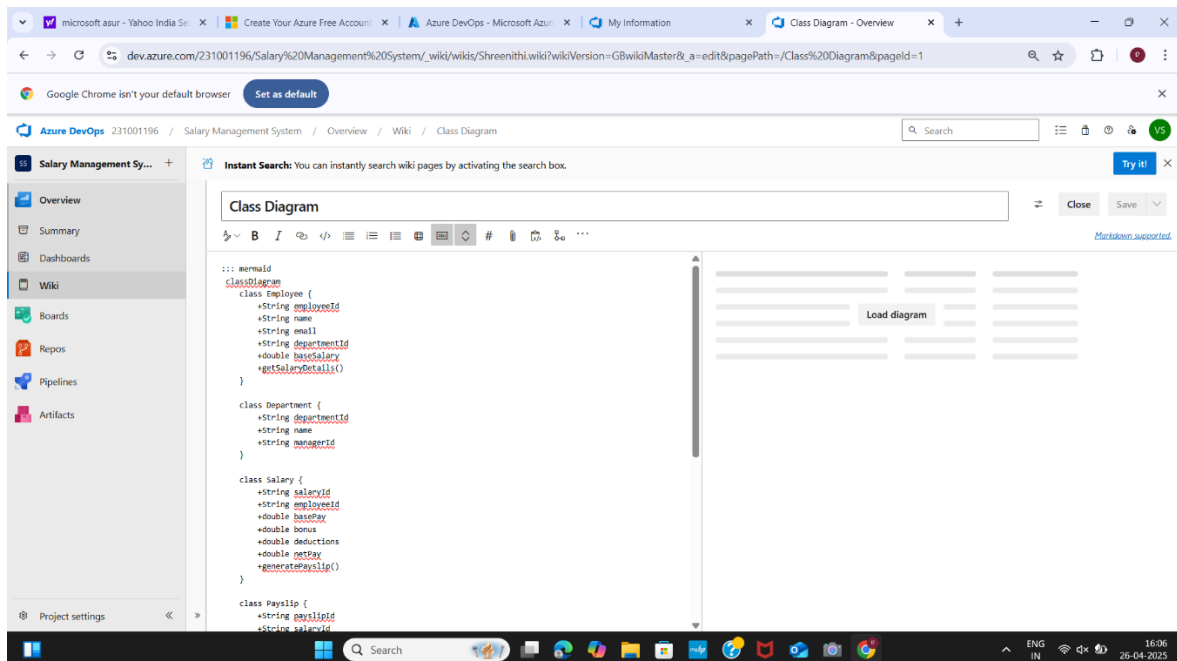 microsoft asur - Yahoo India Se
Create Your Azure Free Account
Azure DevOps - Microsoft Azur
My Information
Class Diagram - Overview
dev.azure.com/231001196/Salary%20Management%20System/_wiki/wikis/Shreenithi.wiki?wikiVersion=GBwikiMaster&_a=edit&pagePath=/Class%20Diagram&pageId=1
Google Chrome isn't your default browser
Set as default
Azure DevOps 231001196 / Salary Management System / Overview / Wiki / Class Diagram
Search
VS
SS Salary Management Sy... +
Instant Search: You can instantly search wiki pages by activating the search box.
Try it!
Overview
Summary
Dashboards
Wiki
Boards
Repos
Pipelines
Artifacts
Project settings
Class Diagram
Close
Save
B I </> # ...
Markdown supported.
::: mermaid
classDiagram
class Employee {
+String employeeId
+String name
+String email
+String departmentId
+double baseSalary
+getSalaryDetails()
}
class Department {
+String departmentId
+String name
+String managerId
}
class Salary {
+String salaryId
+String employeeId
+double basePay
+double bonus
+double deductions
+double netPay
+generatePayslip()
}
class Payslip {
+String payslipId
+String salaryId
Load diagram
Search
ENG
IN
16:06
26-04-2025